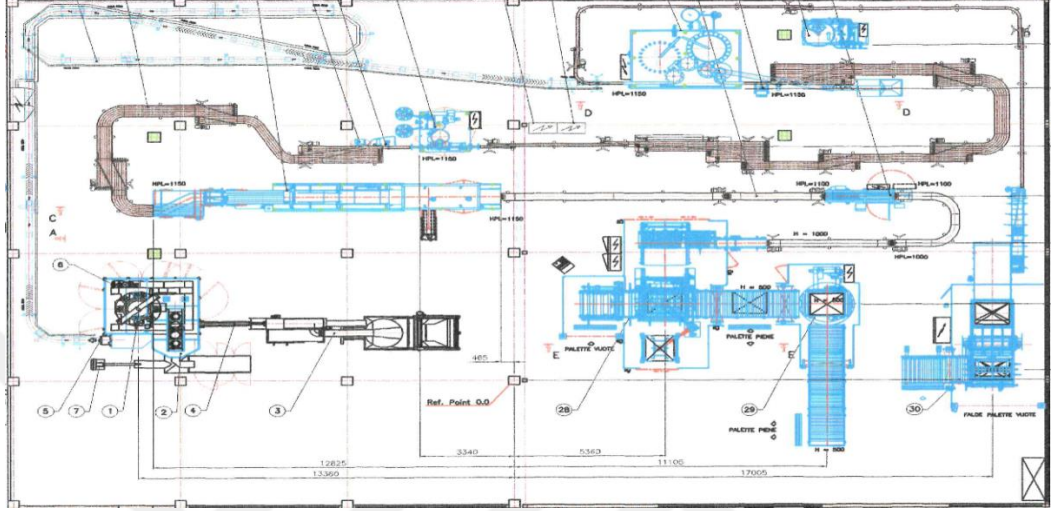 HPL=1150
HPL=1150
D
D
HPL=1150
HPL=1150
HPL=1100
HPL=1100
HPL=1150
C
A
H = 1000
HPL=1000
6
H = 500
H = 500
E
PALETTE VUOTE
PALETTE PIENE
E
465
5
7
1
2
4
3
Ref. Point 0.0
28
29
30
FALDE PALETTE VUOTE
PALETTE PIENE
H = 500
3340
5360
12825
11100
13360
17005